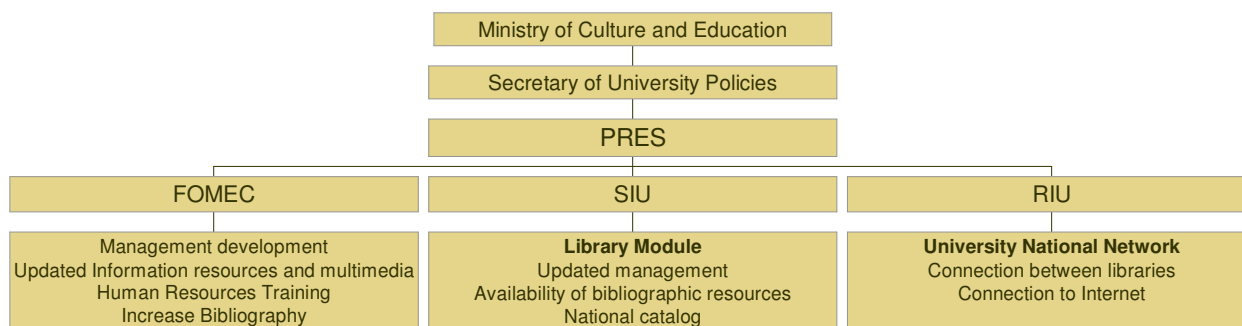 Ministry of Culture and Education
Secretary of University Policies
PRES
FOMEC
SIU
RIU
Management development
Updated Information resources and multimedia
Human Resources Training
Increase Bibliography
Library Module
Updated management
Availability of bibliographic resources
National catalog
University National Network
Connection between libraries
Connection to Internet